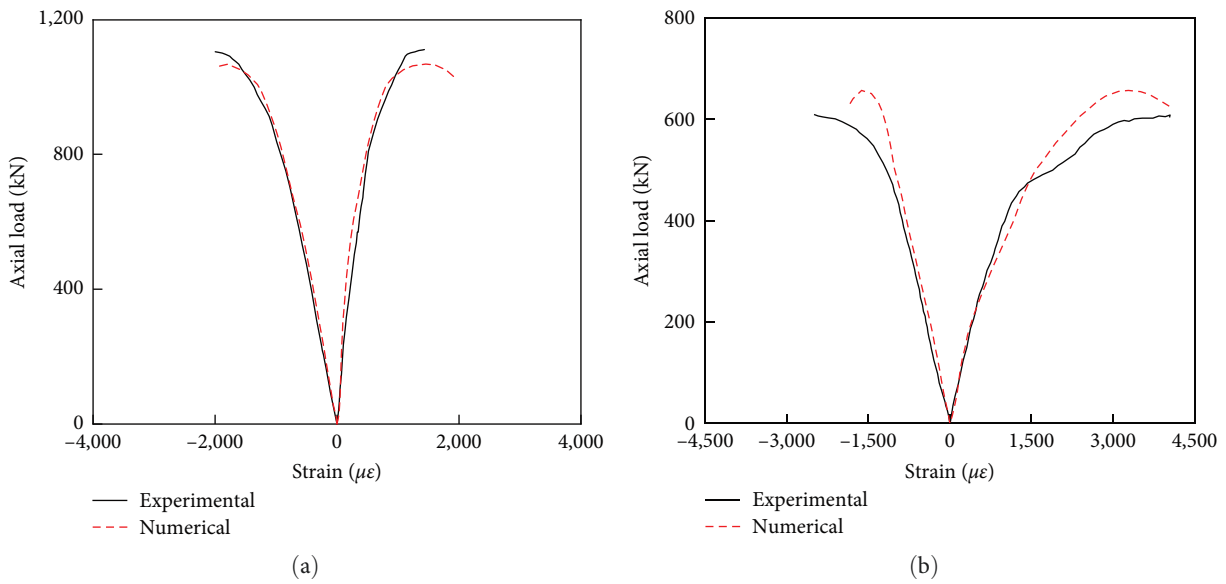 1,200
800
400
0
Axial load (kN)
−4,000
−2,000
0
2,000
4,000
Strain (με)
Experimental
Numerical
(a)
800
600
400
200
0
Axial load (kN)
−4,500
−3,000
−1,500
0
1,500
3,000
4,500
Strain (με)
Experimental
Numerical
(b)